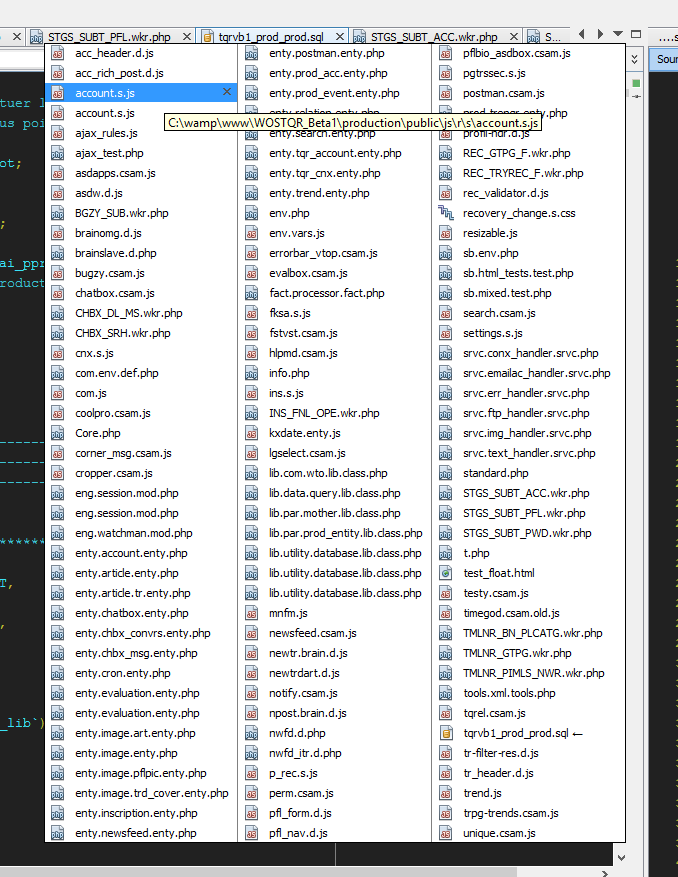 STGS_SUBT_PFL.wkr.php
tqrvb1_prod_prod.sql
STGS_SUBT_ACC.wkr.php
S...
....s
Sour
tuer l
us poi
ot;
;
ai_ppr
roduct
T,
,
_lib`)
acc_header.d.js
acc_rich_post.d.js
account.s.js
account.s.js
ajax_rules.js
ajax_test.php
asdapps.csam.js
asdw.d.js
BGZY_SUB.wkr.php
brainomg.d.js
brainslave.d.php
bugzy.csam.js
chatbox.csam.js
CHBX_DL_MS.wkr.php
CHBX_SRH.wkr.php
cnx.s.js
com.env.def.php
com.js
coolpro.csam.js
Core.php
corner_msg.csam.js
cropper.csam.js
eng.session.mod.php
eng.session.mod.php
eng.watchman.mod.php
enty.account.enty.php
enty.article.enty.php
enty.article.tr.enty.php
enty.chatbox.enty.php
enty.chbx_convrs.enty.php
enty.chbx_msg.enty.php
enty.cron.enty.php
enty.evaluation.enty.php
enty.evaluation.enty.php
enty.image.art.enty.php
enty.image.enty.php
enty.image.pflpic.enty.php
enty.image.trd_cover.enty.php
enty.inscription.enty.php
enty.newsfeed.enty.php
enty.postman.enty.php
enty.prod_acc.enty.php
enty.prod_event.enty.php
enty.relation.enty.php
C:\wamp\www\WOSTQR_Beta1\production\public\js\r\s\account.s.js
enty.search.enty.php
enty.tqr_account.enty.php
enty.tqr_cnx.enty.php
enty.trend.enty.php
env.php
env.vars.js
errorbar_vtop.csam.js
evalbox.csam.js
fact.processor.fact.php
fksa.s.js
fstvst.csam.js
hlpmd.csam.js
info.php
ins.s.js
INS_FNL_OPE.wkr.php
kxdate.enty.js
lgselect.csam.js
lib.com.wto.lib.class.php
lib.data.query.lib.class.php
lib.par.mother.lib.class.php
lib.par.prod_entity.lib.class.php
lib.utility.database.lib.class.php
lib.utility.database.lib.class.php
lib.utility.database.lib.class.php
mnfm.js
newsfeed.csam.js
newtr.brain.d.js
newtrdart.d.js
notify.csam.js
npost.brain.d.js
nwfd.d.php
nwfd_itr.d.php
p_rec.s.js
perm.csam.js
pfl_form.d.js
pfl_nav.d.js
pflbio_asdbox.csam.js
pgtrssec.s.js
postman.csam.js
prod_trepgr.enty.php
profil-hdr.d.js
REC_GTPG_F.wkr.php
REC_TRYREC_F.wkr.php
rec_validator.d.js
recovery_change.s.css
resizable.js
sb.env.php
sb.html_tests.test.php
sb.mixed.test.php
search.csam.js
settings.s.js
srvc.conx_handler.srvc.php
srvc.emailac_handler.srvc.php
srvc.err_handler.srvc.php
srvc.ftp_handler.srvc.php
srvc.img_handler.srvc.php
srvc.text_handler.srvc.php
standard.php
STGS_SUBT_ACC.wkr.php
STGS_SUBT_PFL.wkr.php
STGS_SUBT_PWD.wkr.php
t.php
test_float.html
testy.csam.js
timegod.csam.old.js
TMLNR_BN_PLCATG.wkr.php
TMLNR_GTPG.wkr.php
TMLNR_PIMLS_NWR.wkr.php
tools.xml.tools.php
tqrel.csam.js
tqrvb1_prod_prod.sql ←
tr-filter-res.d.js
tr_header.d.js
trend.js
trpg-trends.csam.js
unique.csam.js